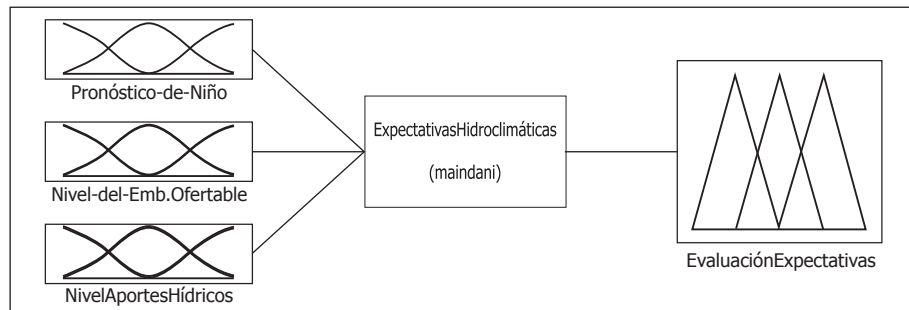 Pronóstico-de-Niño
Nivel-del-Emb.Ofertable
NivelAportesHídricos
ExpectativasHidroclimáticas
(maindani)
EvaluaciónExpectativas